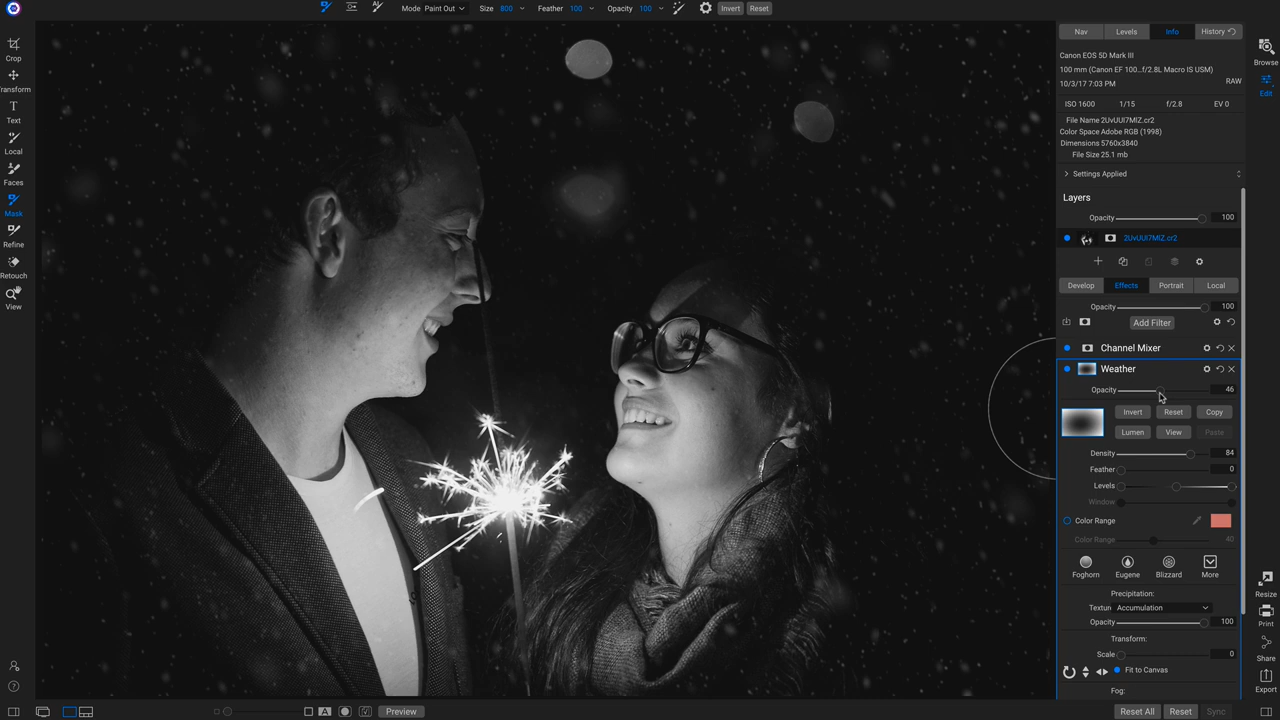 Mode Paint Out Size 800 Feather 100 Opacity 100 Invert Reset
Crop
Transform
Text
Local
Faces
Mask
Refine
Retouch
View
Nav Levels Info History
Canon EOS 5D Mark III
100 mm (Canon EF 100...f/2.8L Macro IS USM)
10/3/17 7:03 PM RAW
ISO 1600 1/15 f/2.8 EV 0
File Name 2UvUUI7MlZ.cr2
Color Space Adobe RGB (1998)
Dimensions 5760x3840
File Size 25.1 mb
Settings Applied
Layers
Opacity 100
2UvUUI7MlZ.cr2
Develop Effects Portrait Local
Opacity 100
Add Filter
Channel Mixer
Weather
Opacity 46
Invert Reset Copy
Lumen View Paste
Density 84
Feather 0
Levels
Window
Color Range
Color Range 40
Foghorn Eugene Blizzard More
Precipitation:
Textur Accumulation
Opacity 100
Transform:
Scale 0
Fit to Canvas
Fog:
Browse
Edit
Resize
Print
Share
Export
A Preview
Reset All Reset Sync